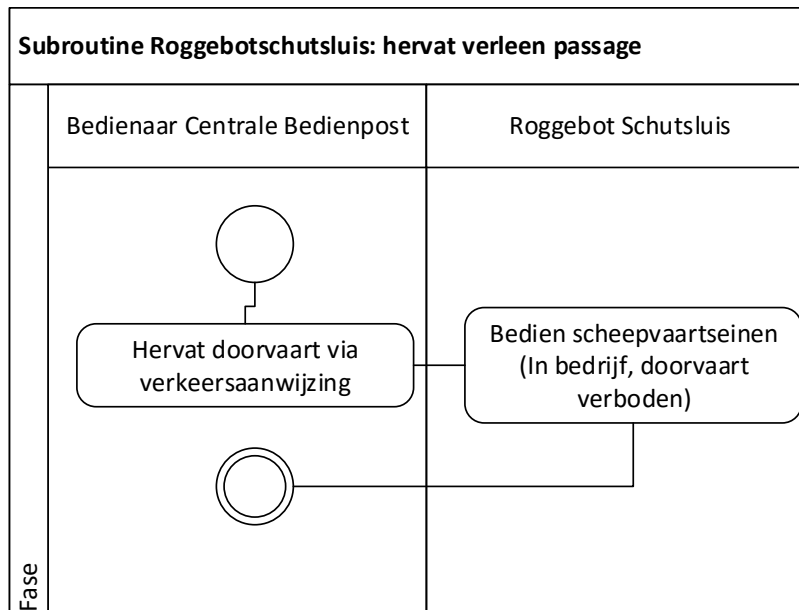 Subroutine Roggebotschutsluis: hervat verleen passage
Bedienaar Centrale Bedienpost
Roggebot Schutsluis
Hervat doorvaart via
verkeersaanwijzing
Bedien scheepvaartseinen
(In bedrijf, doorvaart
verboden)
Fase